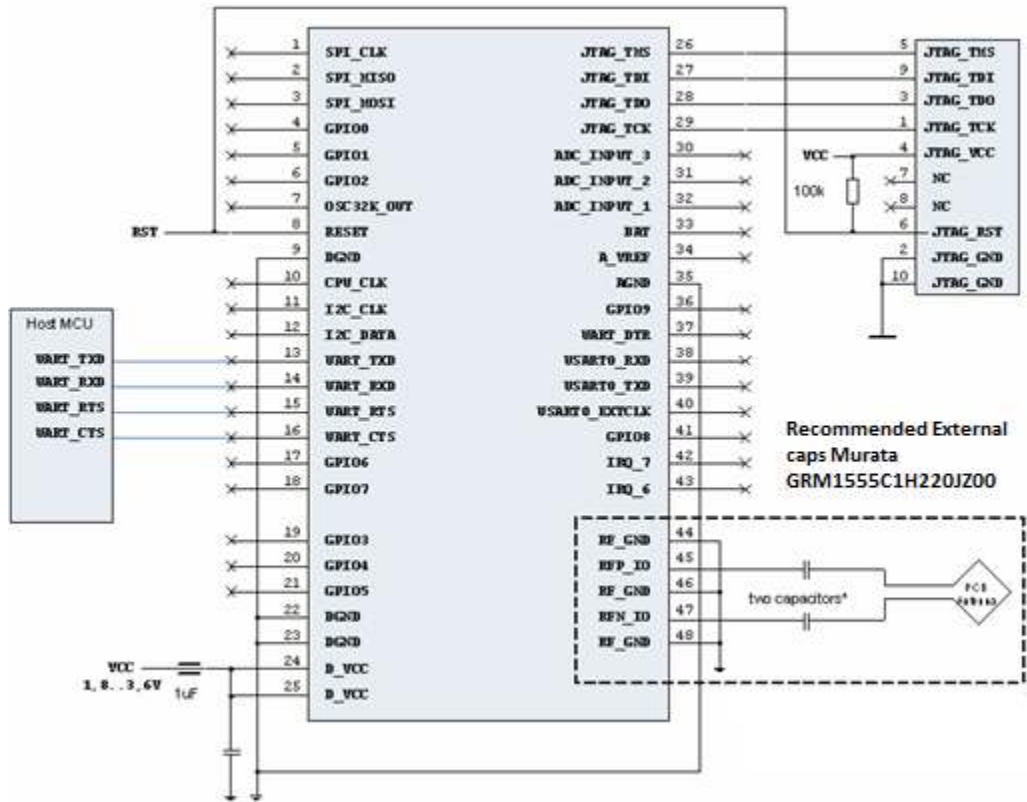 1 SPI_CLK
2 SPI_MISO
3 SPI_MOSI
4 GPIO0
5 GPIO1
6 GPIO2
7 OSC32K_OUT
RST 8 RESET
9 DGND
10 CPU_CLK
11 I2C_CLK
12 I2C_DATA
13 UART_TXD
14 UART_RXD
15 UART_RTS
16 UART_CTS
17 GPIO6
18 GPIO7
19 GPIO3
20 GPIO4
21 GPIO5
22 DGND
23 DGND
24 D_VCC
25 D_VCC
Host MCU
UART_TXD
UART_RXD
UART_RTS
UART_CTS
VCC
1,8..3,6V
1uF
JTAG_TMS 26
JTAG_TDI 27
JTAG_TDO 28
JTAG_TCK 29
ADC_INPUT_3 30
ADC_INPUT_2 31
ADC_INPUT_1 32
BAT 33
A_VREF 34
AGND 35
GPIO9 36
UART_DTR 37
USART0_RXD 38
USART0_TXD 39
USART0_EXTCLK 40
GPIO8 41
IRQ_7 42
IRQ_6 43
RF_GND 44
RFP_IO 45
RF_GND 46
RFN_IO 47
RF_GND 48
5 JTAG_TMS
9 JTAG_TDI
3 JTAG_TDO
1 JTAG_TCK
4 JTAG_VCC
7 NC
8 NC
6 JTAG_RST
2 JTAG_GND
10 JTAG_GND
VCC
100k
Recommended External
caps Murata
GRM1555C1H220JZ00
two capacitors*
PCB